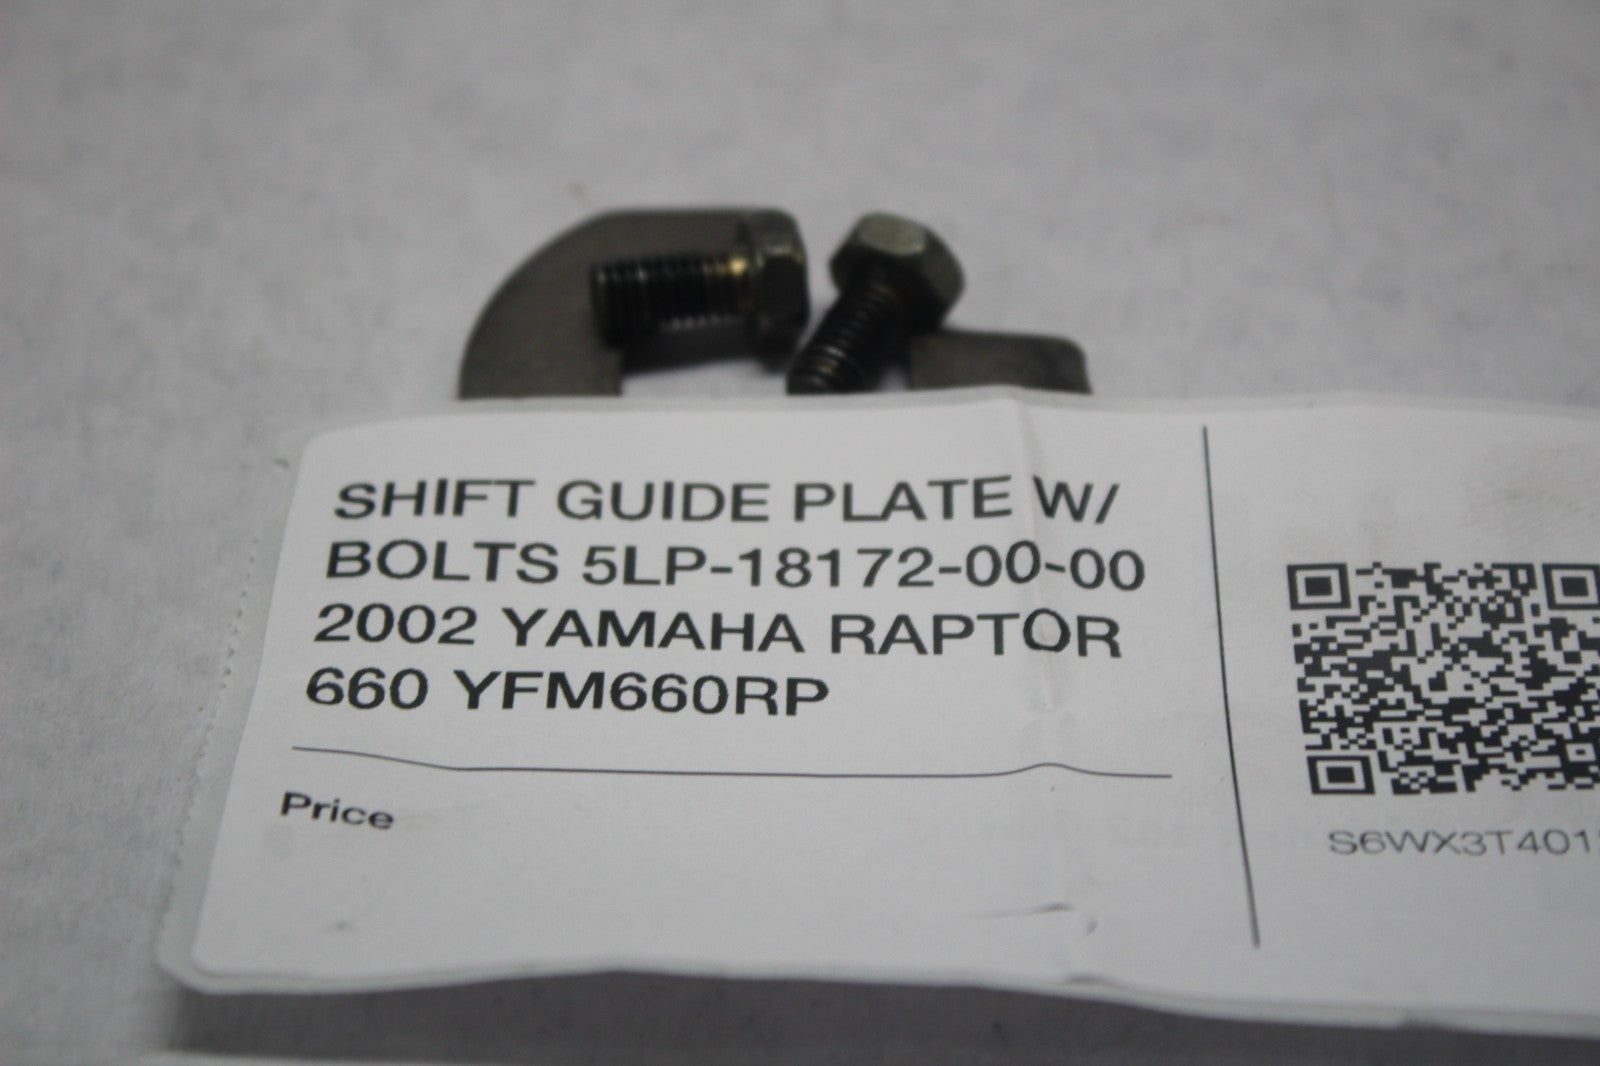 SHIFT GUIDE PLATE W/
BOLTS 5LP-18172-00-00
2002 YAMAHA RAPTOR
660 YFM660RP
Price